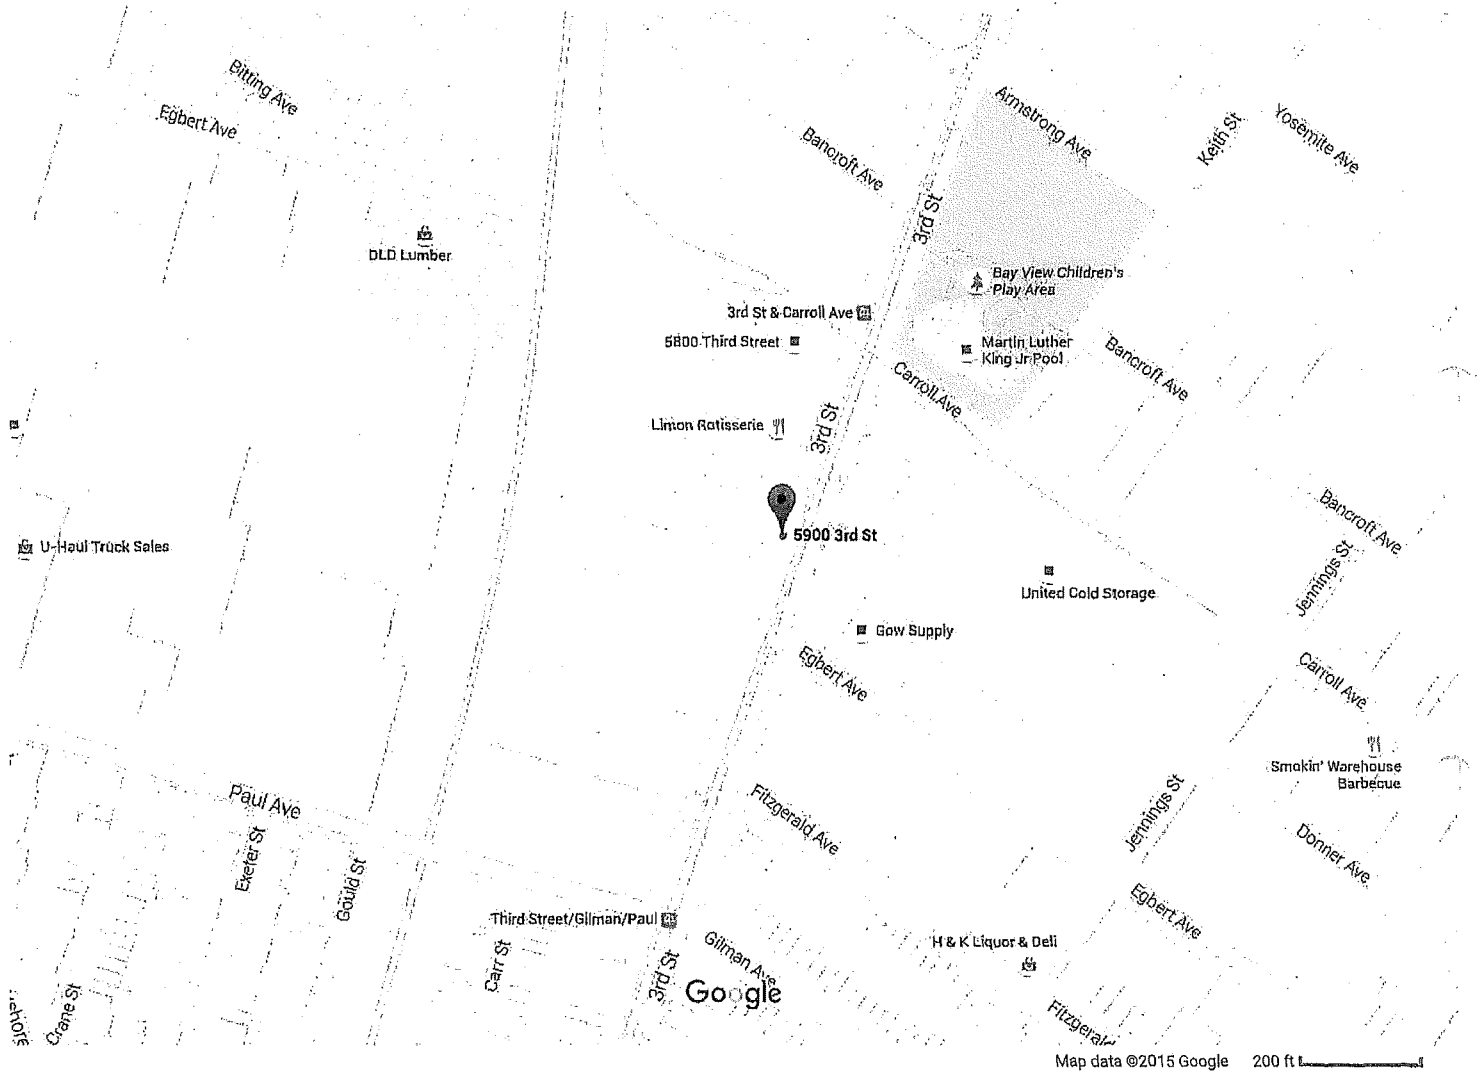 Bitting Ave
Egbert Ave
Armstrong Ave
Keith St
Yosemite Ave
Bancroft Ave
3rd St
DLD Lumber
Bay View Children's
Play Area
3rd St & Carroll Ave
5800 Third Street
Martin Luther
King Jr Pool
Bancroft Ave
Carroll Ave
Limon Rotisserie
3rd St
5900 3rd St
Bancroft Ave
Jennings St
U-Haul Truck Sales
United Cold Storage
Gow Supply
Egbert Ave
Carroll Ave
Smokin' Warehouse
Barbecue
Paul Ave
Fitzgerald Ave
Jennings St
Exeter St
Gould St
Donner Ave
Egbert Ave
Third Street/Gilman/Paul
Gilman Ave
H & K Liquor & Deli
Carr St
3rd St
Google
Crane St
Fitzgerald
Map data ©2015 Google 200 ft